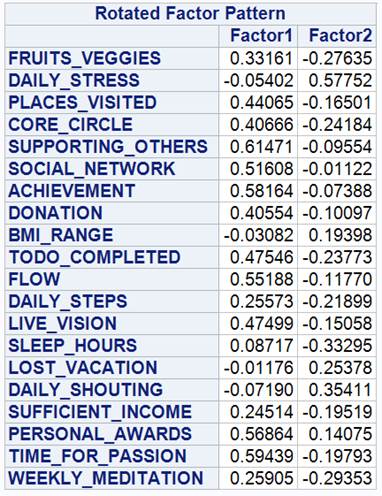 Rotated Factor Pattern
Factor1 Factor2
FRUITS_VEGGIES 0.33161 -0.27635
DAILY_STRESS -0.05402 0.57752
PLACES_VISITED 0.44065 -0.16501
CORE_CIRCLE 0.40666 -0.24184
SUPPORTING_OTHERS 0.61471 -0.09554
SOCIAL_NETWORK 0.51608 -0.01122
ACHIEVEMENT 0.58164 -0.07388
DONATION 0.40554 -0.10097
BMI_RANGE -0.03082 0.19398
TODO_COMPLETED 0.47546 -0.23773
FLOW 0.55188 -0.11770
DAILY_STEPS 0.25573 -0.21899
LIVE_VISION 0.47499 -0.15058
SLEEP_HOURS 0.08717 -0.33295
LOST_VACATION -0.01176 0.25378
DAILY_SHOUTING -0.07190 0.35411
SUFFICIENT_INCOME 0.24514 -0.19519
PERSONAL_AWARDS 0.56864 0.14075
TIME_FOR_PASSION 0.59439 -0.19793
WEEKLY_MEDITATION 0.25905 -0.29353